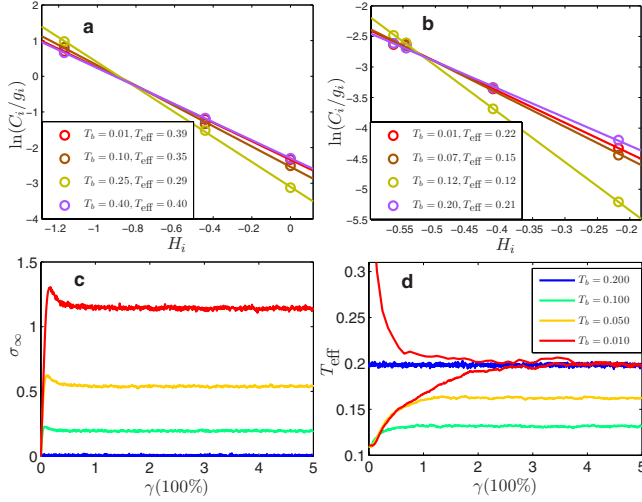 a
ln(C_i/g_i)
2
1
0
−1
−2
−3
−4
T_b = 0.01, T_eff = 0.39
T_b = 0.10, T_eff = 0.35
T_b = 0.25, T_eff = 0.29
T_b = 0.40, T_eff = 0.40
−1.2 −1 −0.8 −0.6 −0.4 −0.2 0
H_i
b
ln(C_i/g_i)
−2
−2.5
−3
−3.5
−4
−4.5
−5
−5.5
T_b = 0.01, T_eff = 0.22
T_b = 0.07, T_eff = 0.15
T_b = 0.12, T_eff = 0.12
T_b = 0.20, T_eff = 0.21
−0.55 −0.5 −0.45 −0.4 −0.35 −0.3 −0.25 −0.2
H_i
c
σ_∞
1.5
1
0.5
0
0 1 2 3 4 5
γ(100%)
d
T_eff
0.3
0.25
0.2
0.15
0.1
T_b = 0.200
T_b = 0.100
T_b = 0.050
T_b = 0.010
0 1 2 3 4 5
γ(100%)